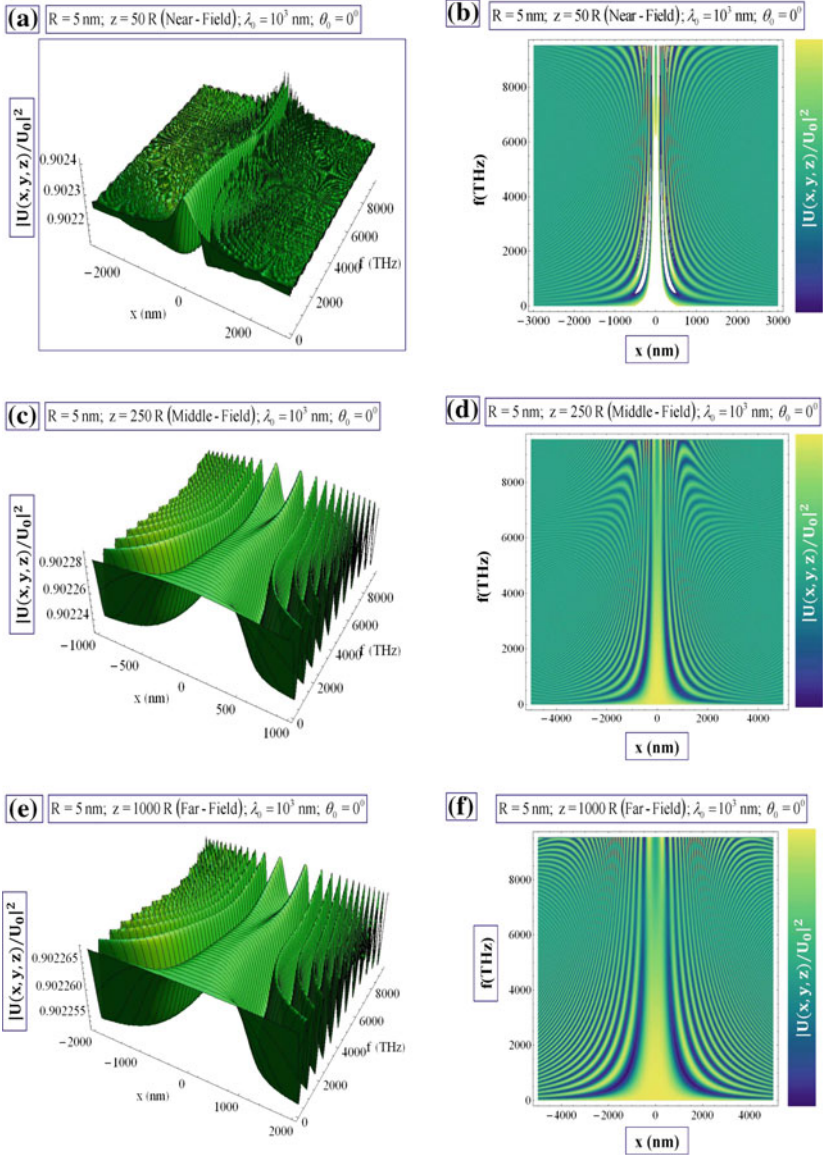 (a) R = 5 nm; z = 50 R (Near - Field); λ₀ = 10³ nm; θ₀ = 0⁰
|U(x,y,z)/U₀|²
0.9024
0.9023
0.9022
−2000
0
2000
x (nm)
0
2000
4000
6000
8000
f (THz)
(b) R = 5 nm; z = 50 R (Near - Field); λ₀ = 10³ nm; θ₀ = 0⁰
f(THz)
8000
6000
4000
2000
0
−3000 −2000 −1000 0 1000 2000 3000
x (nm)
|U(x,y,z)/U₀|²
(c) R = 5 nm; z = 250 R (Middle - Field); λ₀ = 10³ nm; θ₀ = 0⁰
|U(x,y,z)/U₀|²
0.90228
0.90226
0.90224
−1000
−500
0
500
1000
x (nm)
0
2000
4000
6000
8000
f (THz)
(d) R = 5 nm; z = 250 R (Middle - Field); λ₀ = 10³ nm; θ₀ = 0⁰
f(THz)
8000
6000
4000
2000
0
−4000 −2000 0 2000 4000
x (nm)
|U(x,y,z)/U₀|²
(e) R = 5 nm; z = 1000 R (Far - Field); λ₀ = 10³ nm; θ₀ = 0⁰
|U(x,y,z)/U₀|²
0.902265
0.902260
0.902255
−2000
−1000
0
1000
2000
x (nm)
0
2000
4000
6000
8000
f (THz)
(f) R = 5 nm; z = 1000 R (Far - Field); λ₀ = 10³ nm; θ₀ = 0⁰
f(THz)
8000
6000
4000
2000
0
−4000 −2000 0 2000 4000
x (nm)
|U(x,y,z)/U₀|²